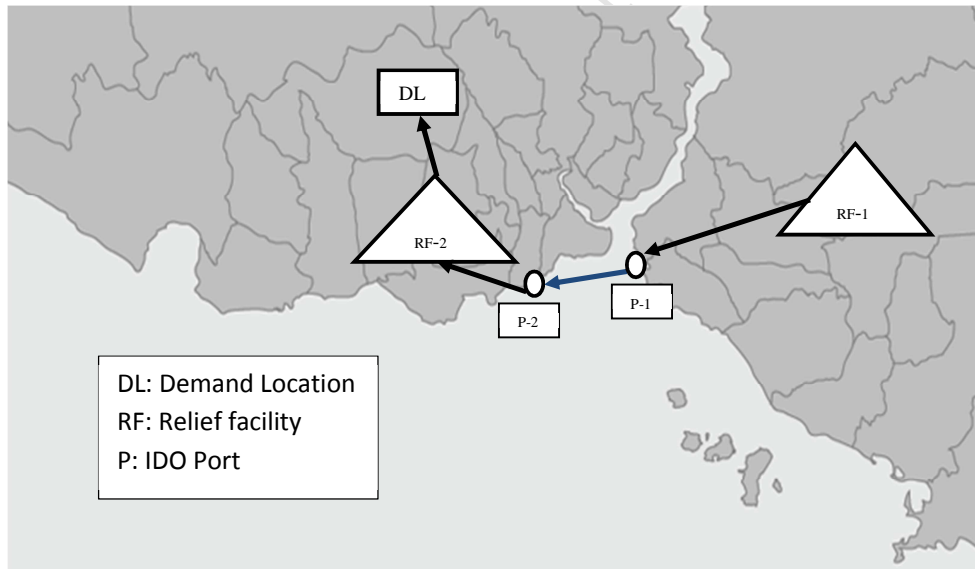 DL
RF-1
RF-2
P-1
P-2
DL: Demand Location
RF: Relief facility
P: IDO Port